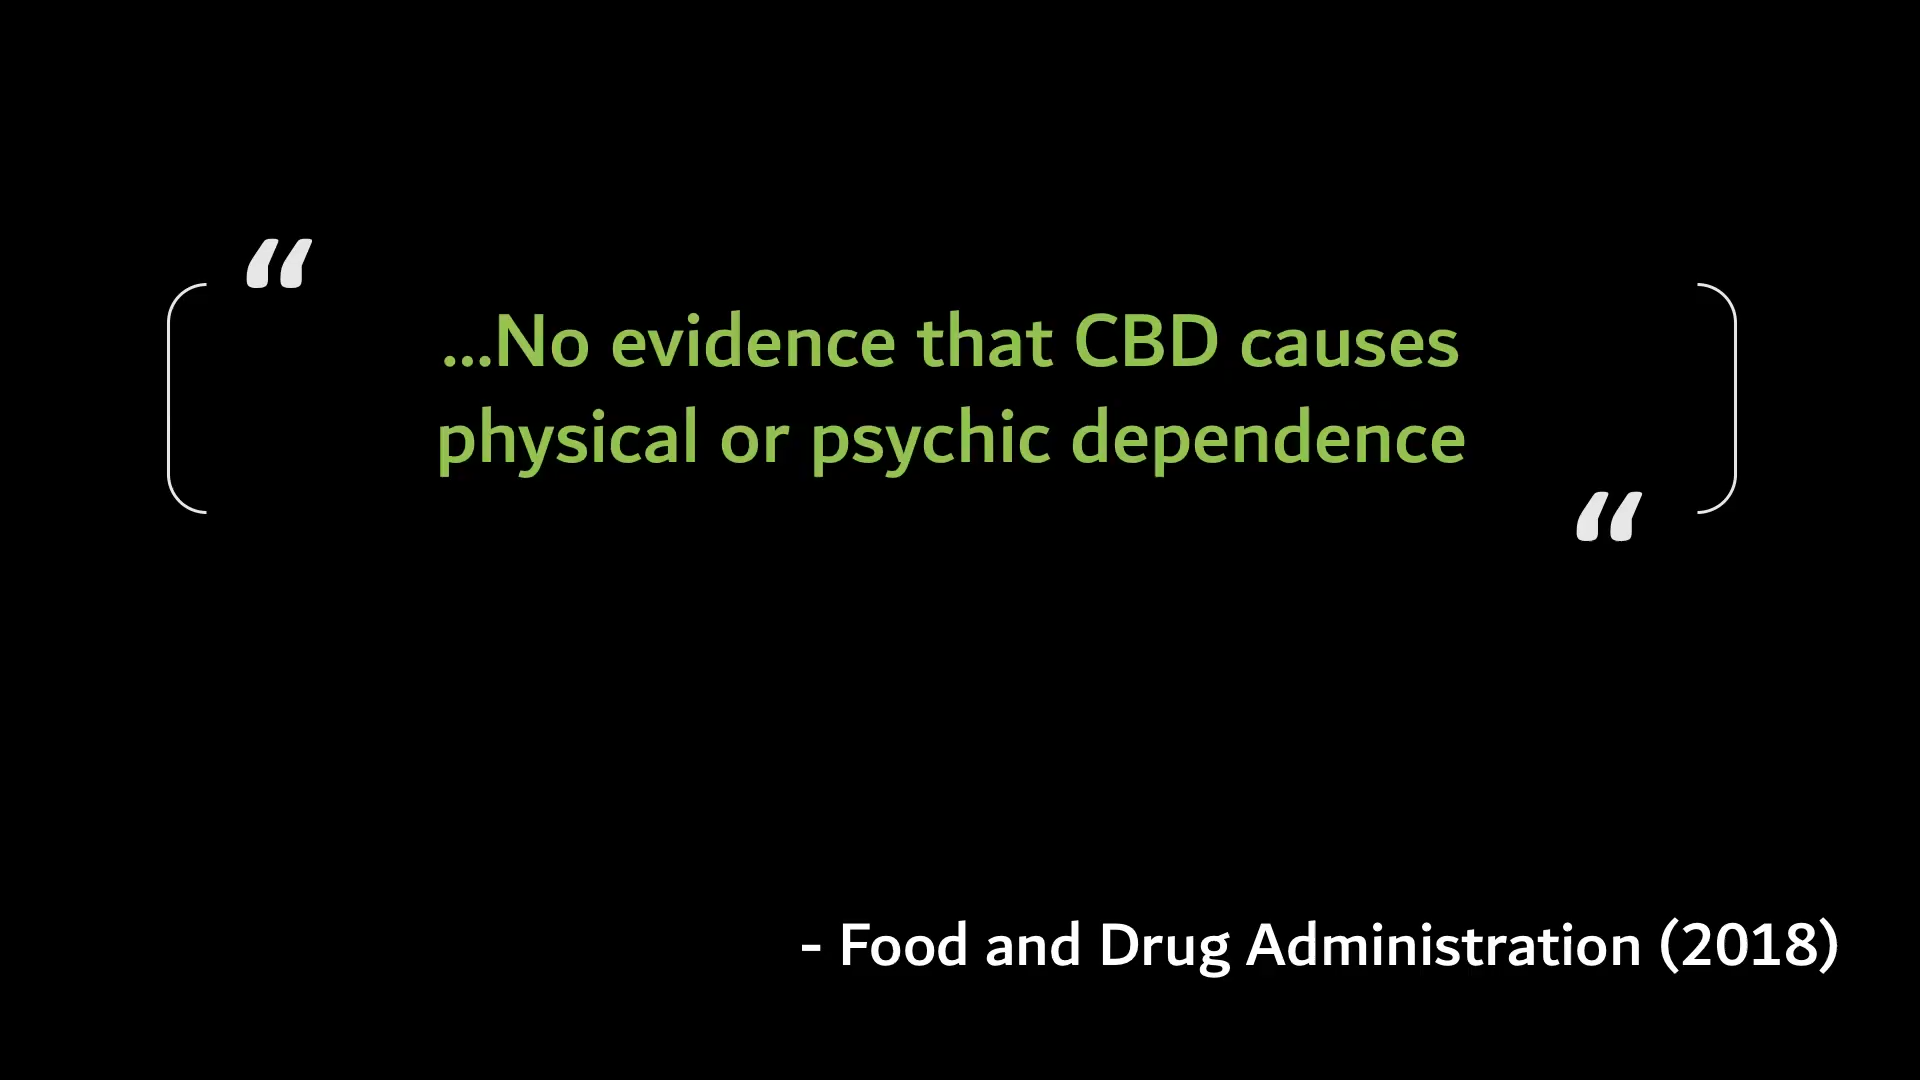 “
...No evidence that CBD causes
physical or psychic dependence
“
- Food and Drug Administration (2018)